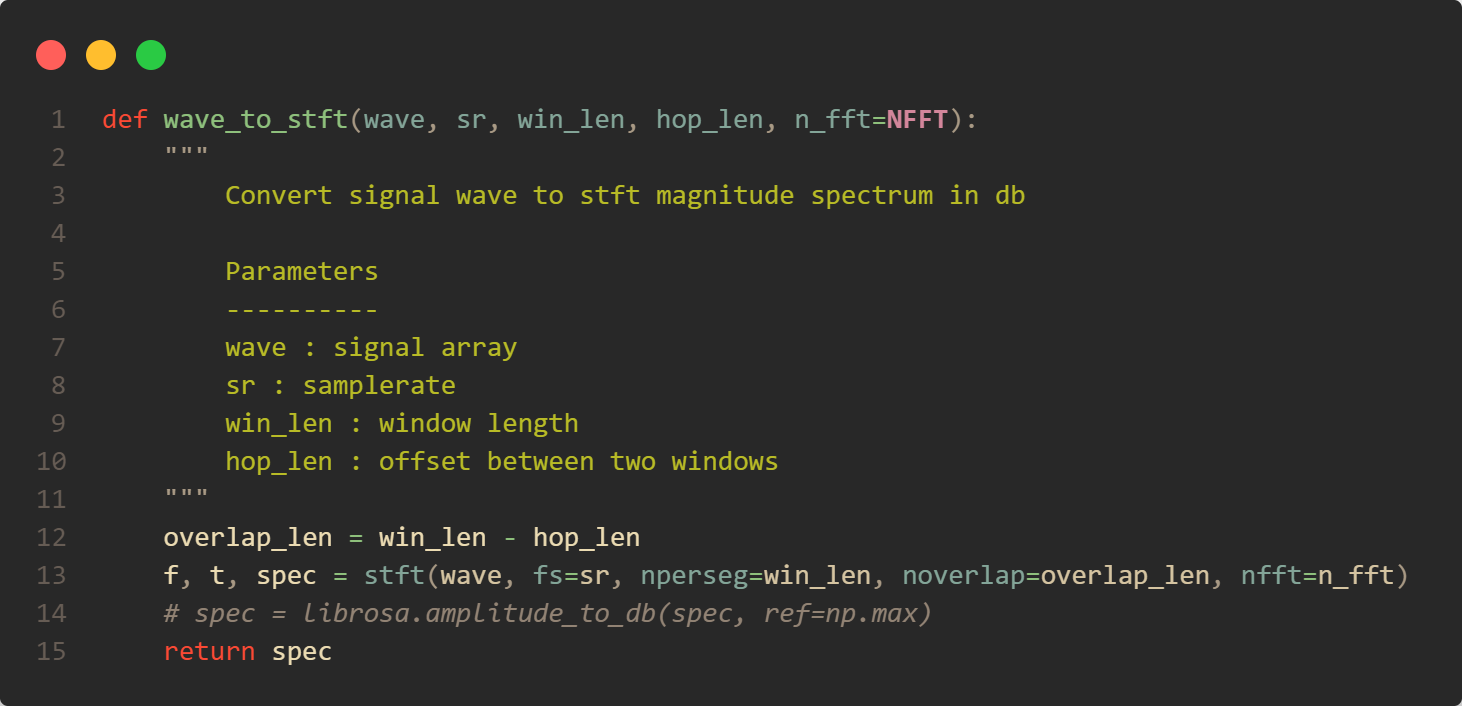 1 def wave_to_stft(wave, sr, win_len, hop_len, n_fft=NFFT):
2     """
3         Convert signal wave to stft magnitude spectrum in db
4
5         Parameters
6         ----------
7         wave : signal array
8         sr : samplerate
9         win_len : window length
10         hop_len : offset between two windows
11     """
12     overlap_len = win_len - hop_len
13     f, t, spec = stft(wave, fs=sr, nperseg=win_len, noverlap=overlap_len, nfft=n_fft)
14     # spec = librosa.amplitude_to_db(spec, ref=np.max)
15     return spec